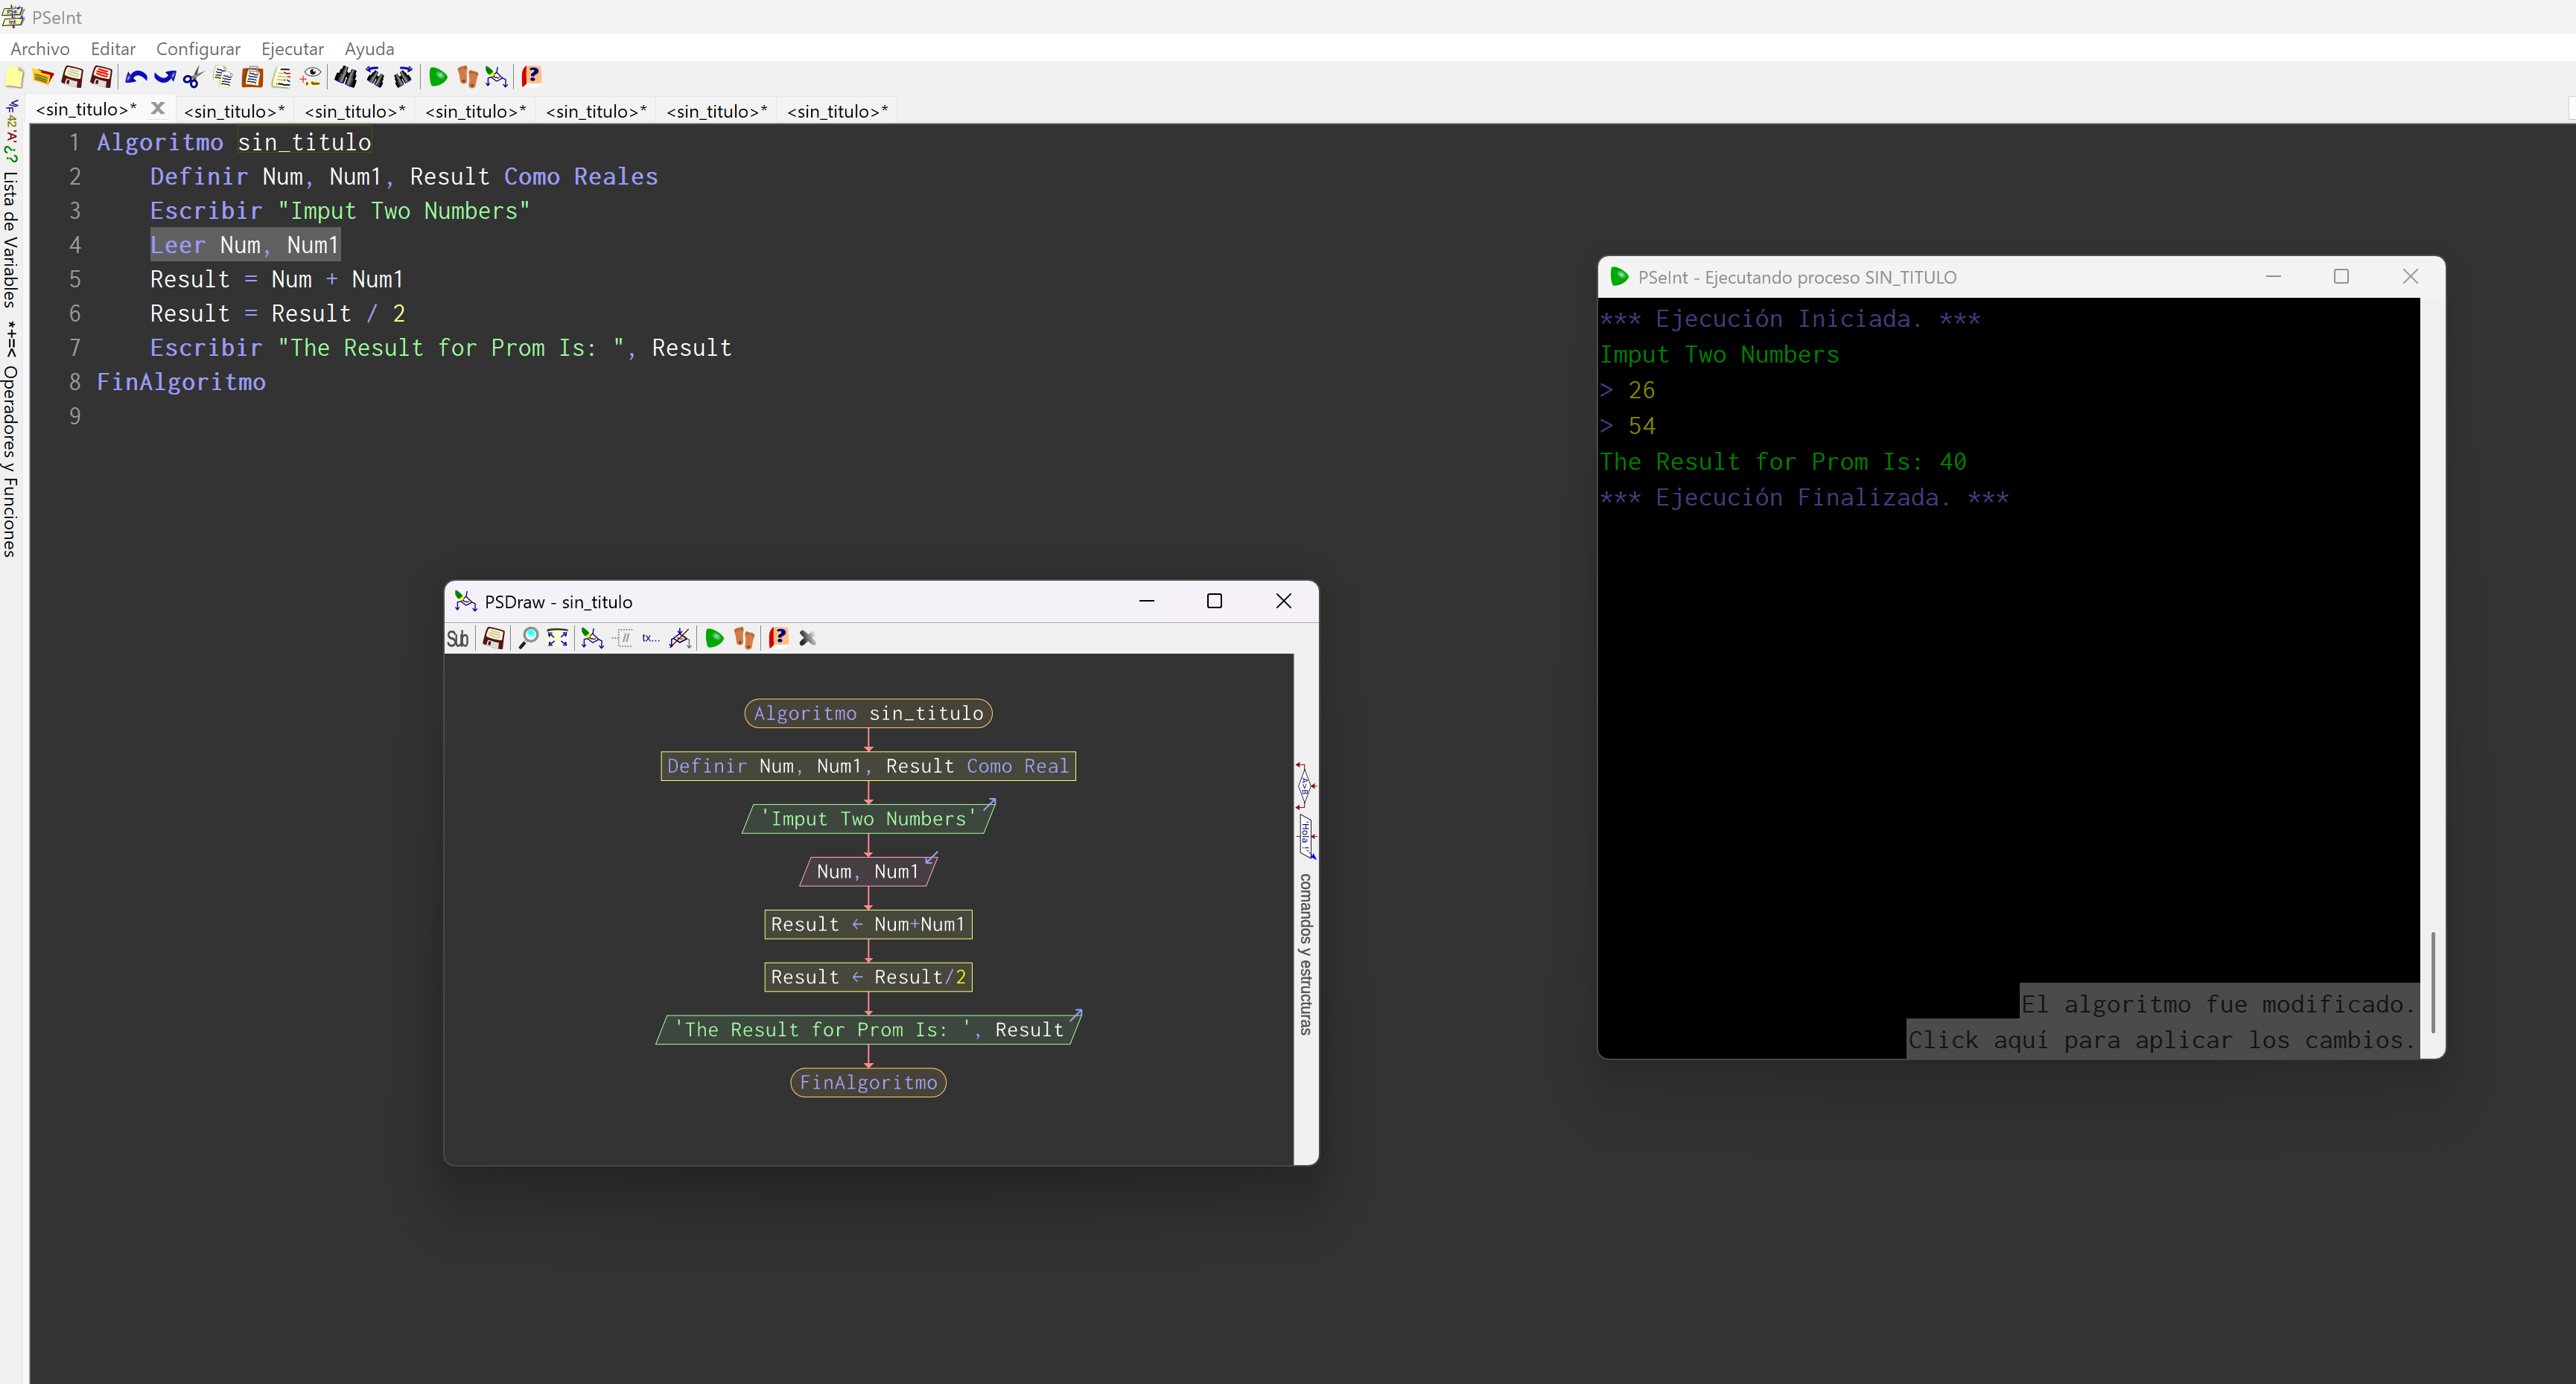 PSeInt
Archivo Editar Configurar Ejecutar Ayuda
<sin_titulo>* <sin_titulo>* <sin_titulo>* <sin_titulo>* <sin_titulo>* <sin_titulo>* <sin_titulo>*
42 'A' ¿? Lista de Variables
*+=< Operadores y Funciones
1 Algoritmo sin_titulo
2 Definir Num, Num1, Result Como Reales
3 Escribir "Imput Two Numbers"
4 Leer Num, Num1
5 Result = Num + Num1
6 Result = Result / 2
7 Escribir "The Result for Prom Is: ", Result
8 FinAlgoritmo
9
PSDraw - sin_titulo
Sub // tx...
Algoritmo sin_titulo
Definir Num, Num1, Result Como Real
'Imput Two Numbers'
Num, Num1
Result ← Num+Num1
Result ← Result/2
'The Result for Prom Is: ', Result
FinAlgoritmo
A>B
'Hola !'
comandos y estructuras
PSeInt - Ejecutando proceso SIN_TITULO
*** Ejecución Iniciada. ***
Imput Two Numbers
> 26
> 54
The Result for Prom Is: 40
*** Ejecución Finalizada. ***
El algoritmo fue modificado.
Click aquí para aplicar los cambios.